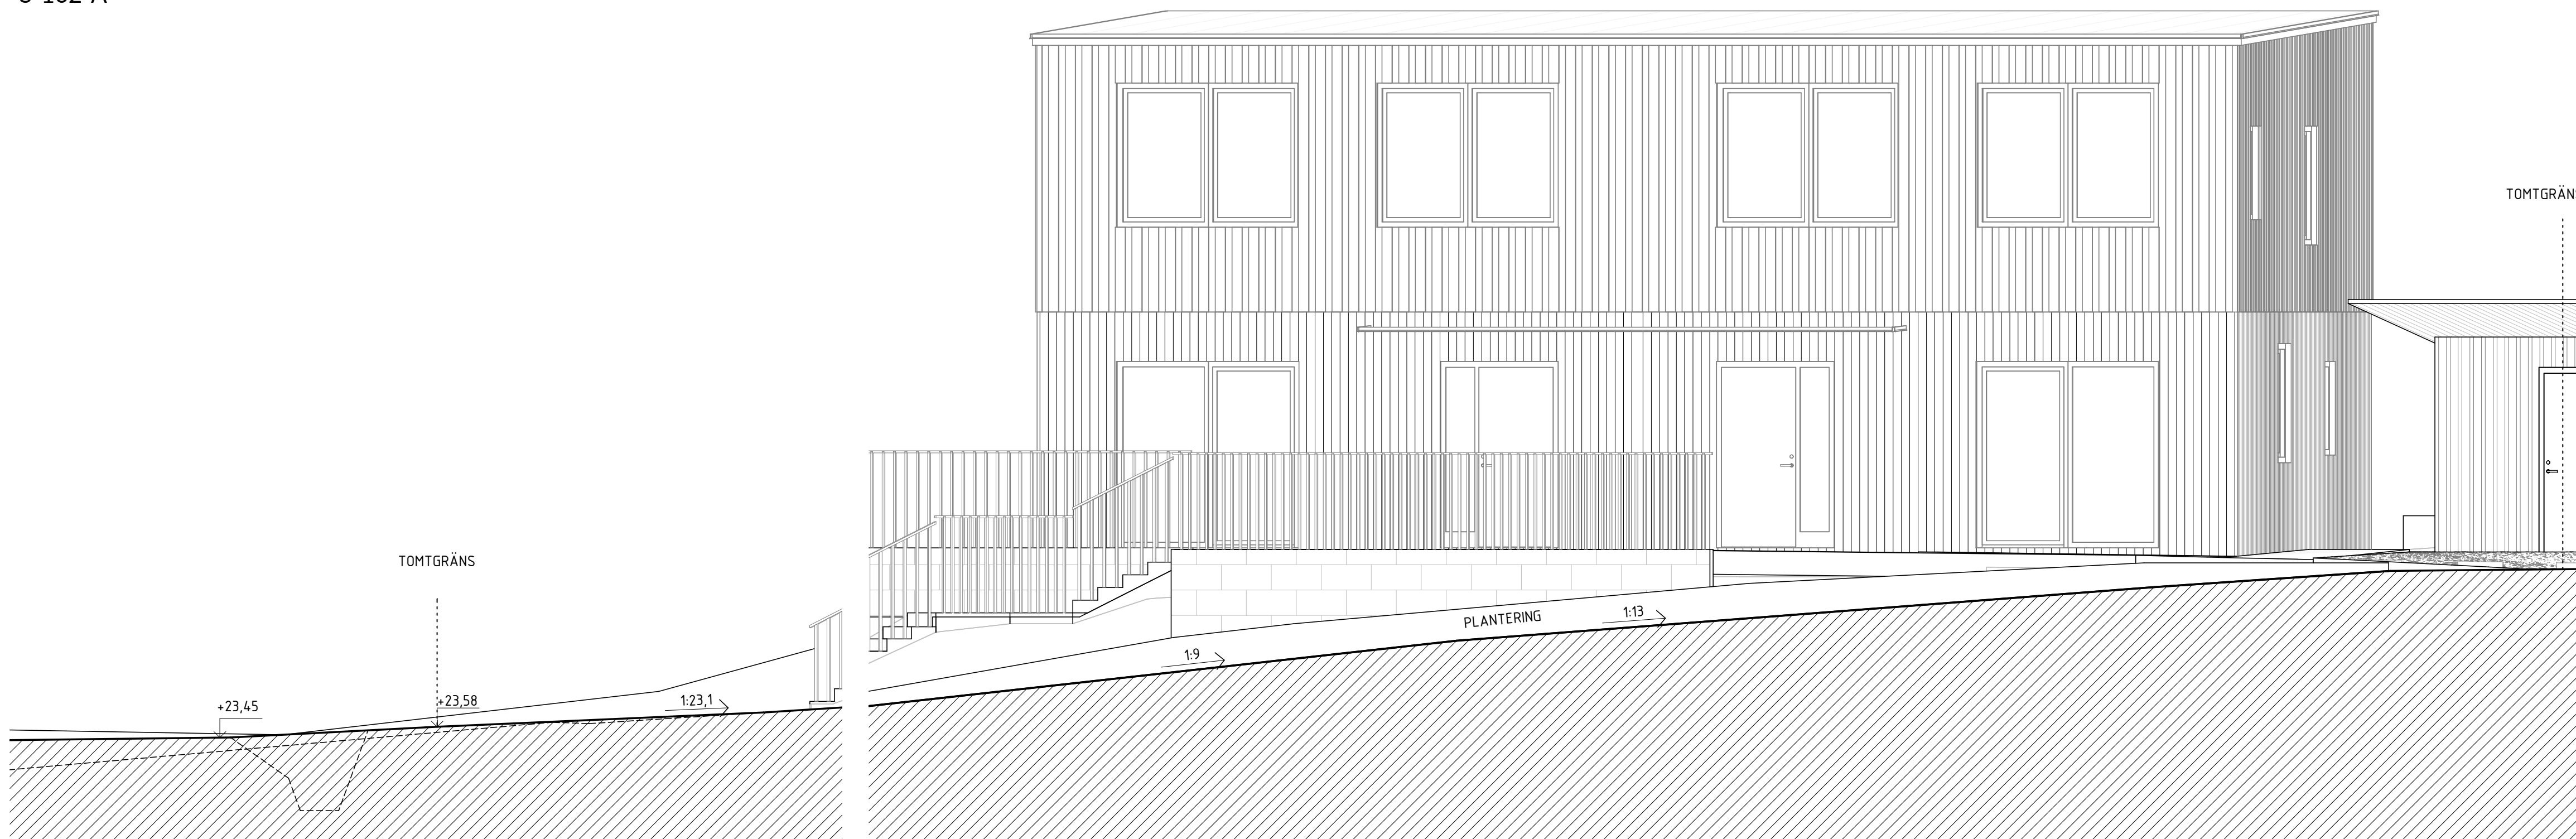 TOMTGRÄN
TOMTGRÄNS
PLANTERING
1:13
1:9
+23,45
+23,58
1:23,1